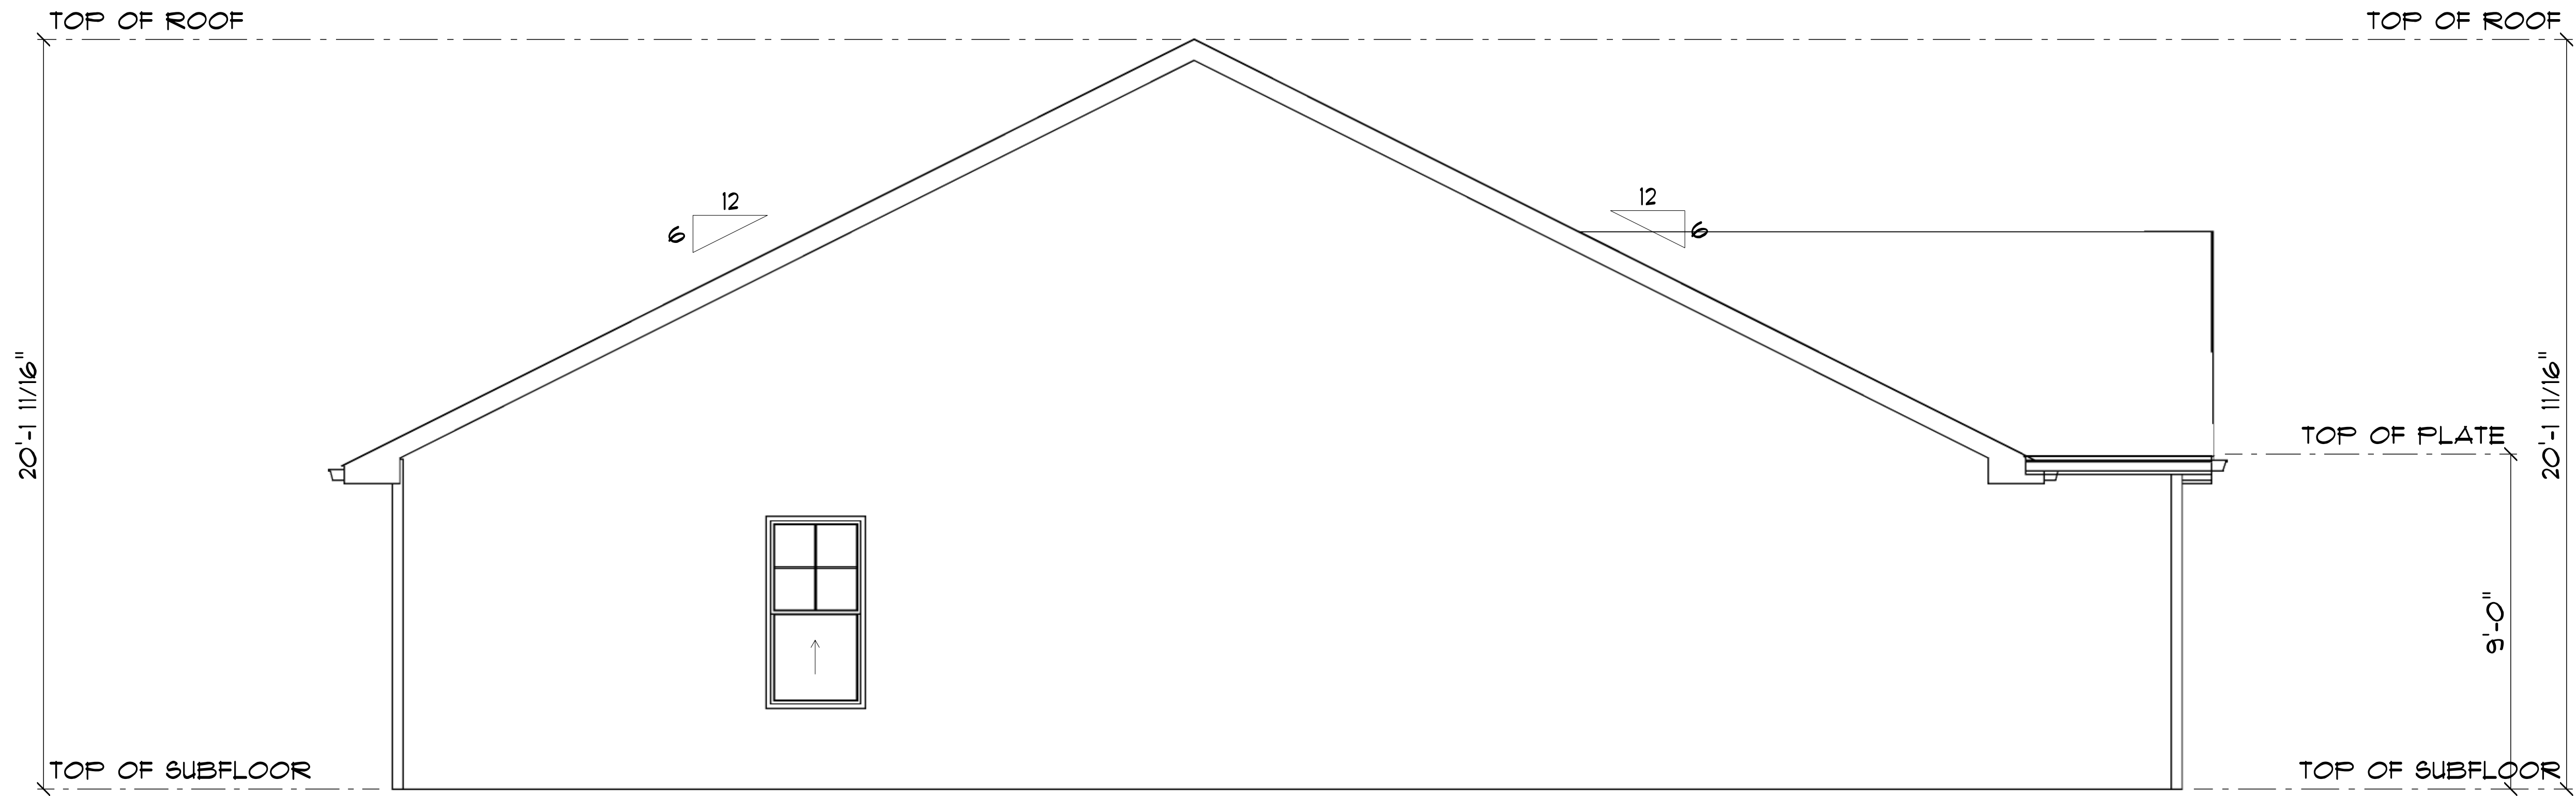 TOP OF ROOF
TOP OF ROOF
12
6
12
6
20'-1 11/16"
20'-1 11/16"
TOP OF PLATE
9'-0"
TOP OF SUBFLOOR
TOP OF SUBFLOOR